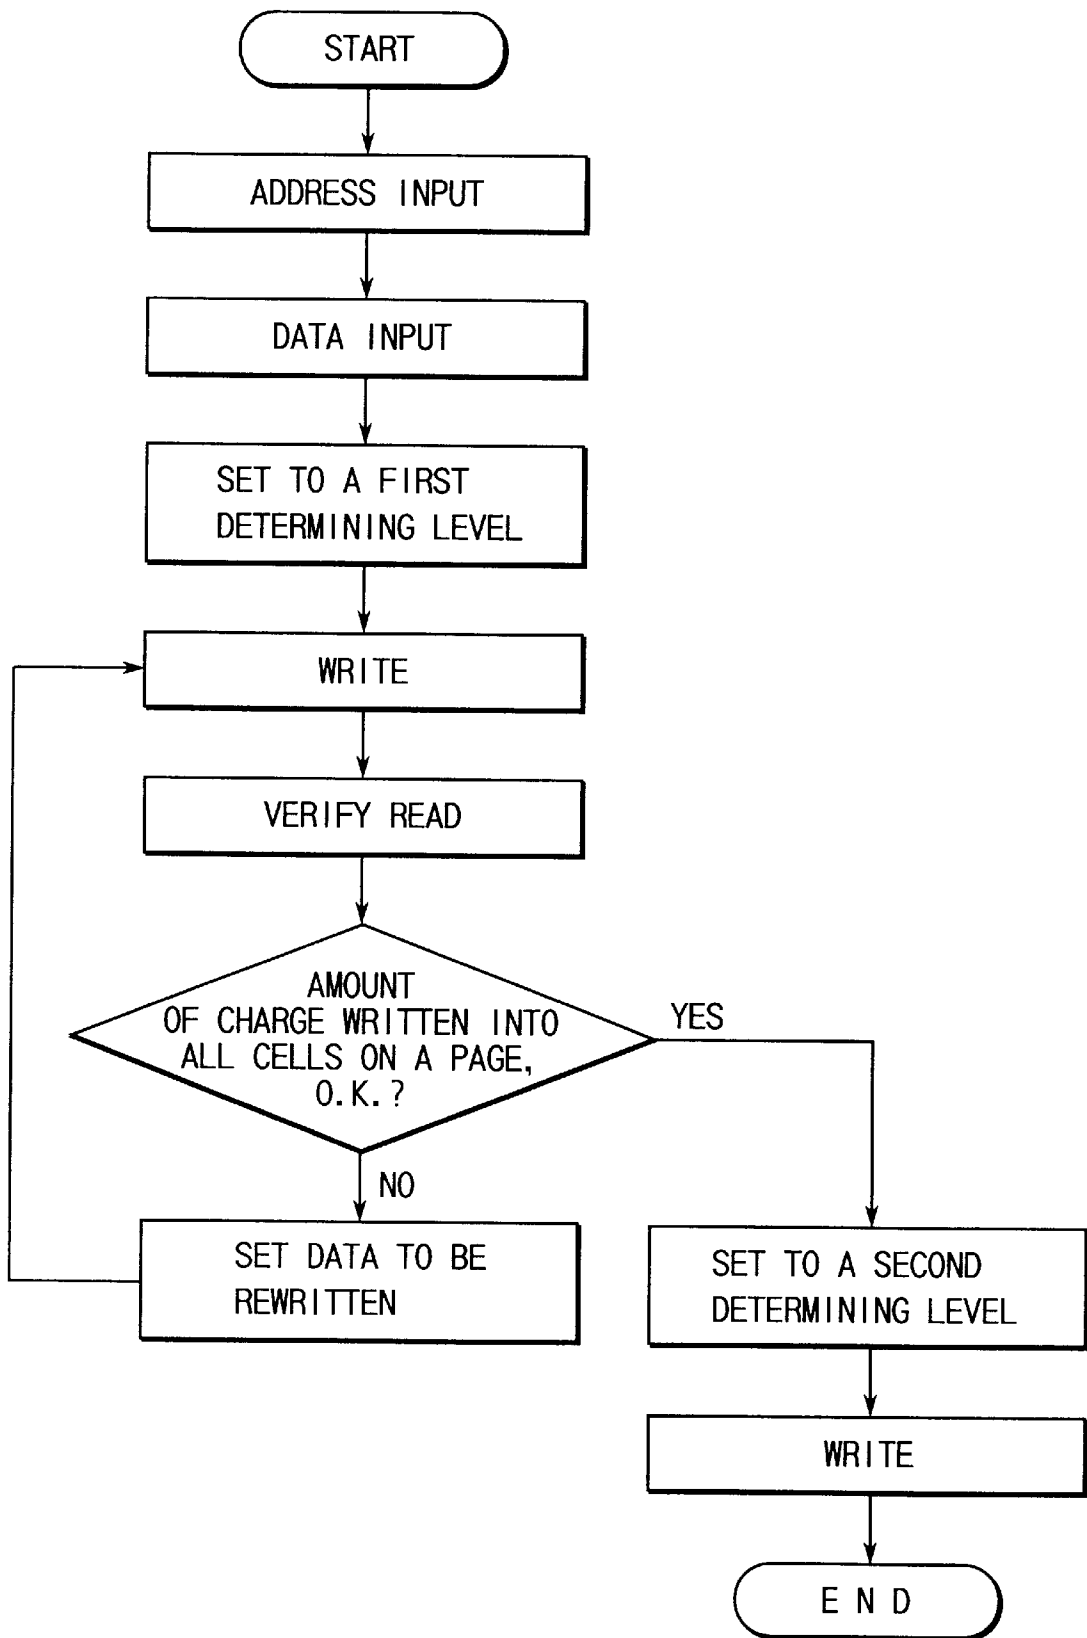 START
ADDRESS INPUT
DATA INPUT
SET TO A FIRST
DETERMINING LEVEL
WRITE
VERIFY READ
AMOUNT
OF CHARGE WRITTEN INTO
ALL CELLS ON A PAGE,
O.K.?
YES
NO
SET DATA TO BE
REWRITTEN
SET TO A SECOND
DETERMINING LEVEL
WRITE
E N D